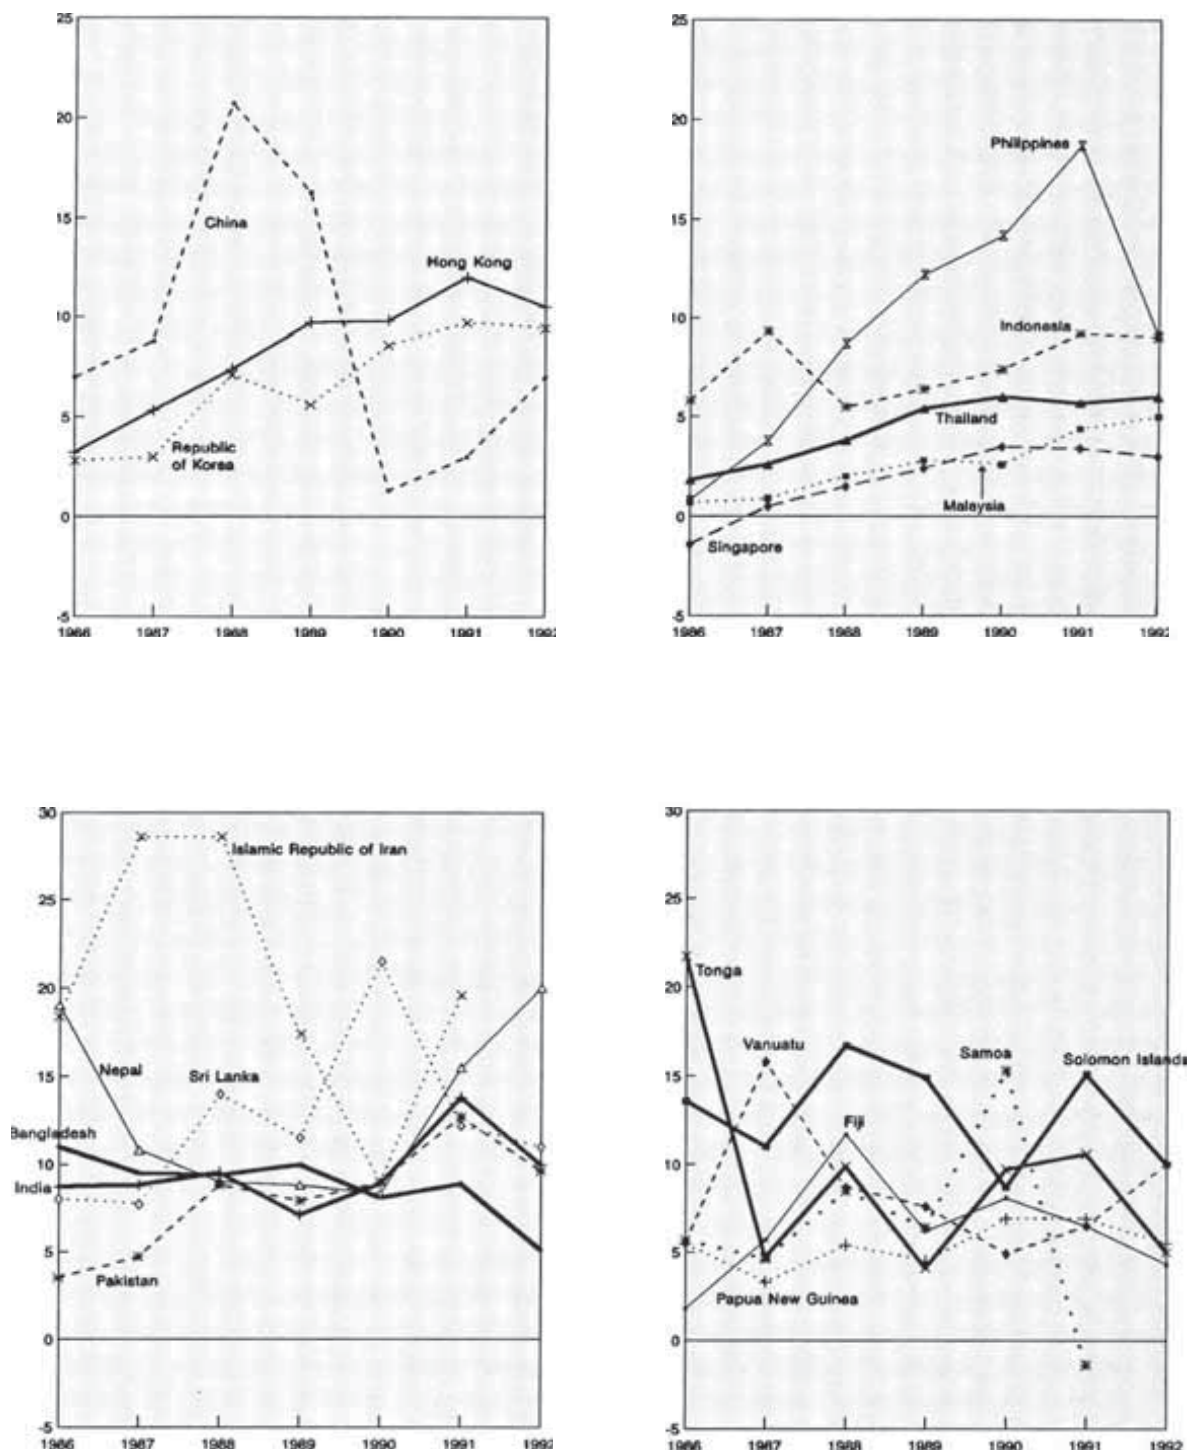 25
20
15
10
5
0
-5
China
Hong Kong
Republic
of Korea
1986 1987 1988 1989 1990 1991 1992
25
20
15
10
5
0
-5
Philippines
Indonesia
Thailand
Malaysia
Singapore
1986 1987 1988 1989 1990 1991 1992
30
25
20
15
10
5
0
-5
Islamic Republic of Iran
Nepal
Sri Lanka
Bangladesh
India
Pakistan
1986 1987 1988 1989 1990 1991 1992
30
25
20
15
10
5
0
-5
Tonga
Vanuatu
Samoa
Solomon Islands
Fiji
Papua New Guinea
1986 1987 1988 1989 1990 1991 1992